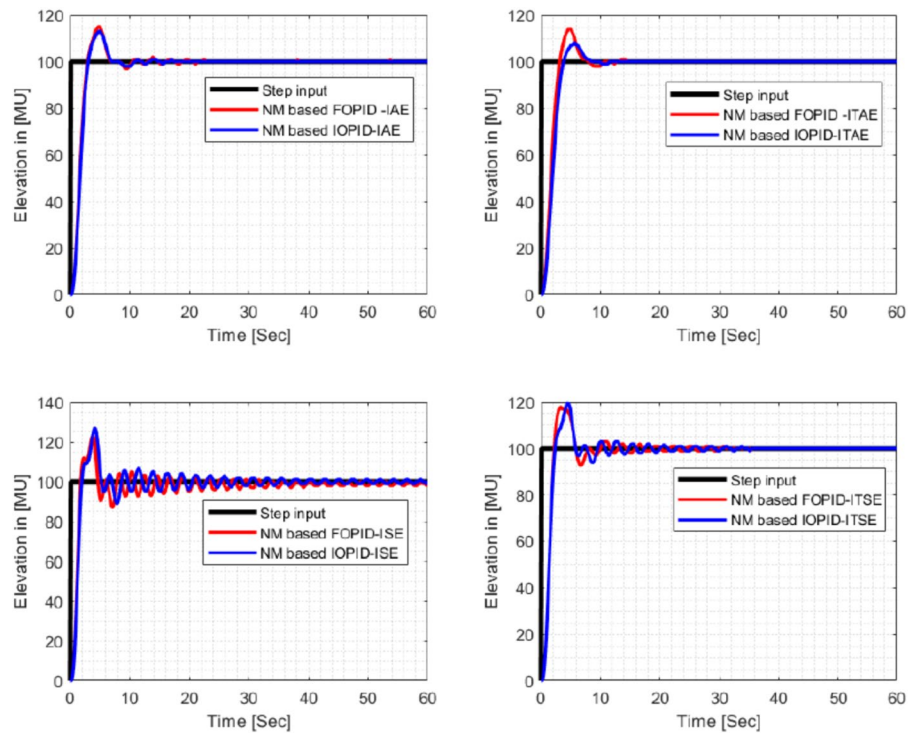 120
100
80
60
40
20
0
Elevation in [MU]
Step input
NM based FOPID -IAE
NM based IOPID-IAE
0 10 20 30 40 50 60
Time [Sec]
120
100
80
60
40
20
0
Elevation in [MU]
Step input
NM based FOPID -ITAE
NM based IOPID-ITAE
0 10 20 30 40 50 60
Time [Sec]
140
120
100
80
60
40
20
0
Elevation in [MU]
Step input
NM based FOPID-ISE
NM based IOPID-ISE
0 10 20 30 40 50 60
Time [Sec]
120
100
80
60
40
20
0
Elevation in [MU]
Step input
NM based FOPID-ITSE
NM based IOPID-ITSE
0 10 20 30 40 50 60
Time [Sec]